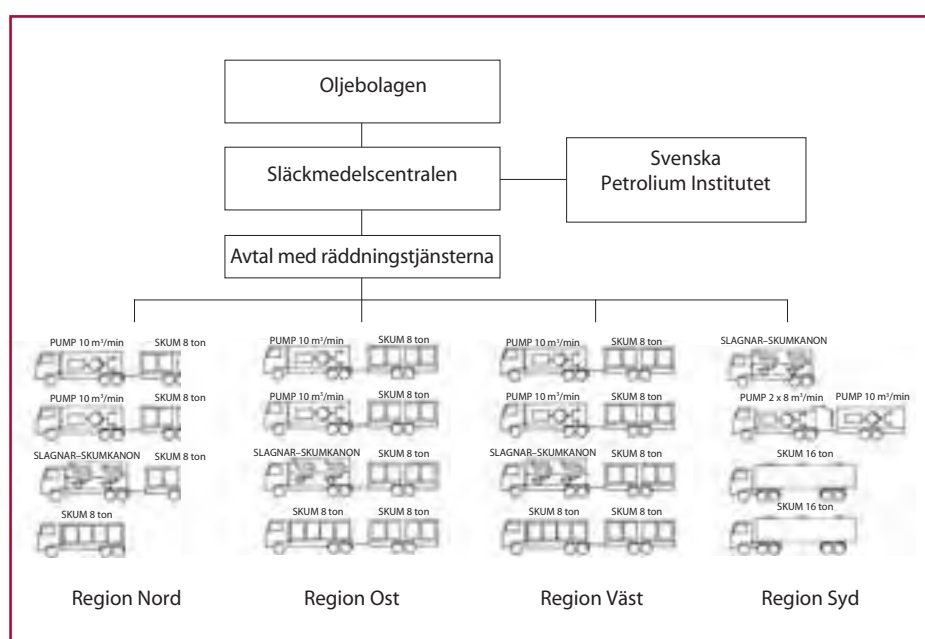 Oljebolagen
Släckmedelscentralen
Svenska
Petrolium Institutet
Avtal med räddningstjänsterna
PUMP 10 m³/min SKUM 8 ton
PUMP 10 m³/min SKUM 8 ton
SLAGNAR–SKUMKANON SKUM 8 ton
SKUM 8 ton
Region Nord
PUMP 10 m³/min SKUM 8 ton
PUMP 10 m³/min SKUM 8 ton
SLAGNAR–SKUMKANON SKUM 8 ton
SKUM 8 ton SKUM 8 ton
Region Ost
PUMP 10 m³/min SKUM 8 ton
PUMP 10 m³/min SKUM 8 ton
SLAGNAR–SKUMKANON SKUM 8 ton
SKUM 8 ton SKUM 8 ton
Region Väst
SLAGNAR–SKUMKANON
PUMP 2 x 8 m³/min PUMP 10 m³/min
SKUM 16 ton
SKUM 16 ton
Region Syd